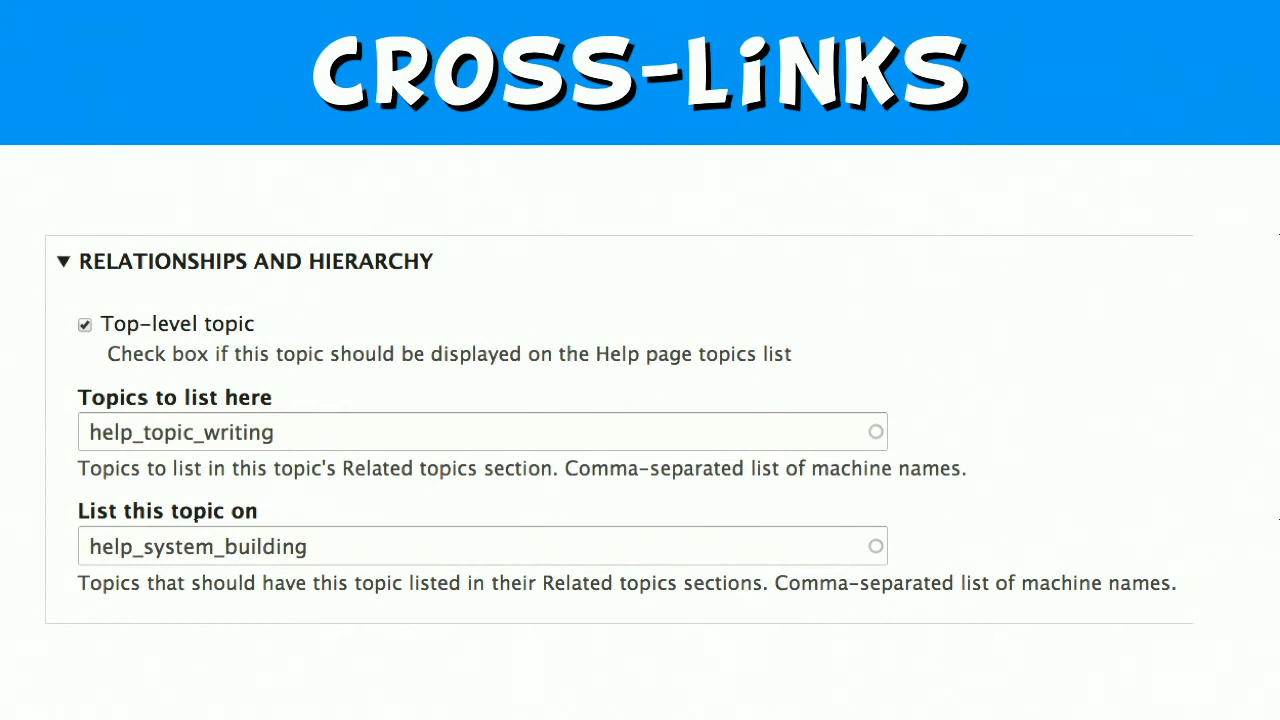 CROSS-LiNKS
RELATIONSHIPS AND HIERARCHY
Top-level topic
Check box if this topic should be displayed on the Help page topics list
Topics to list here
help_topic_writing
Topics to list in this topic's Related topics section. Comma-separated list of machine names.
List this topic on
help_system_building
Topics that should have this topic listed in their Related topics sections. Comma-separated list of machine names.